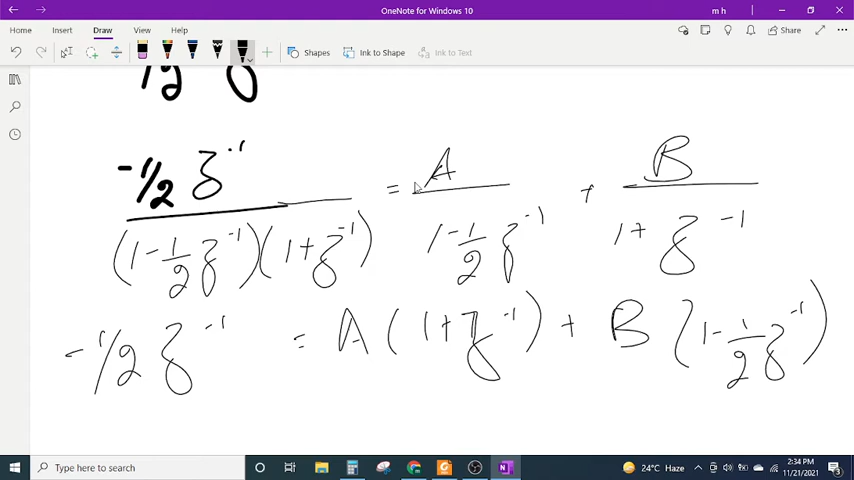 OneNote for Windows 10
m h
Home Insert Draw View Help
Share
Shapes Ink to Shape Ink to Text
1/2 z
-1/2 z^-1 / (1-1/2 z^-1)(1+z^-1) = A / 1-1/2 z^-1 + B / 1+z^-1
-1/2 z^-1 = A(1+z^-1) + B(1-1/2 z^-1)
Type here to search
24°C Haze
2:34 PM
11/21/2021
3